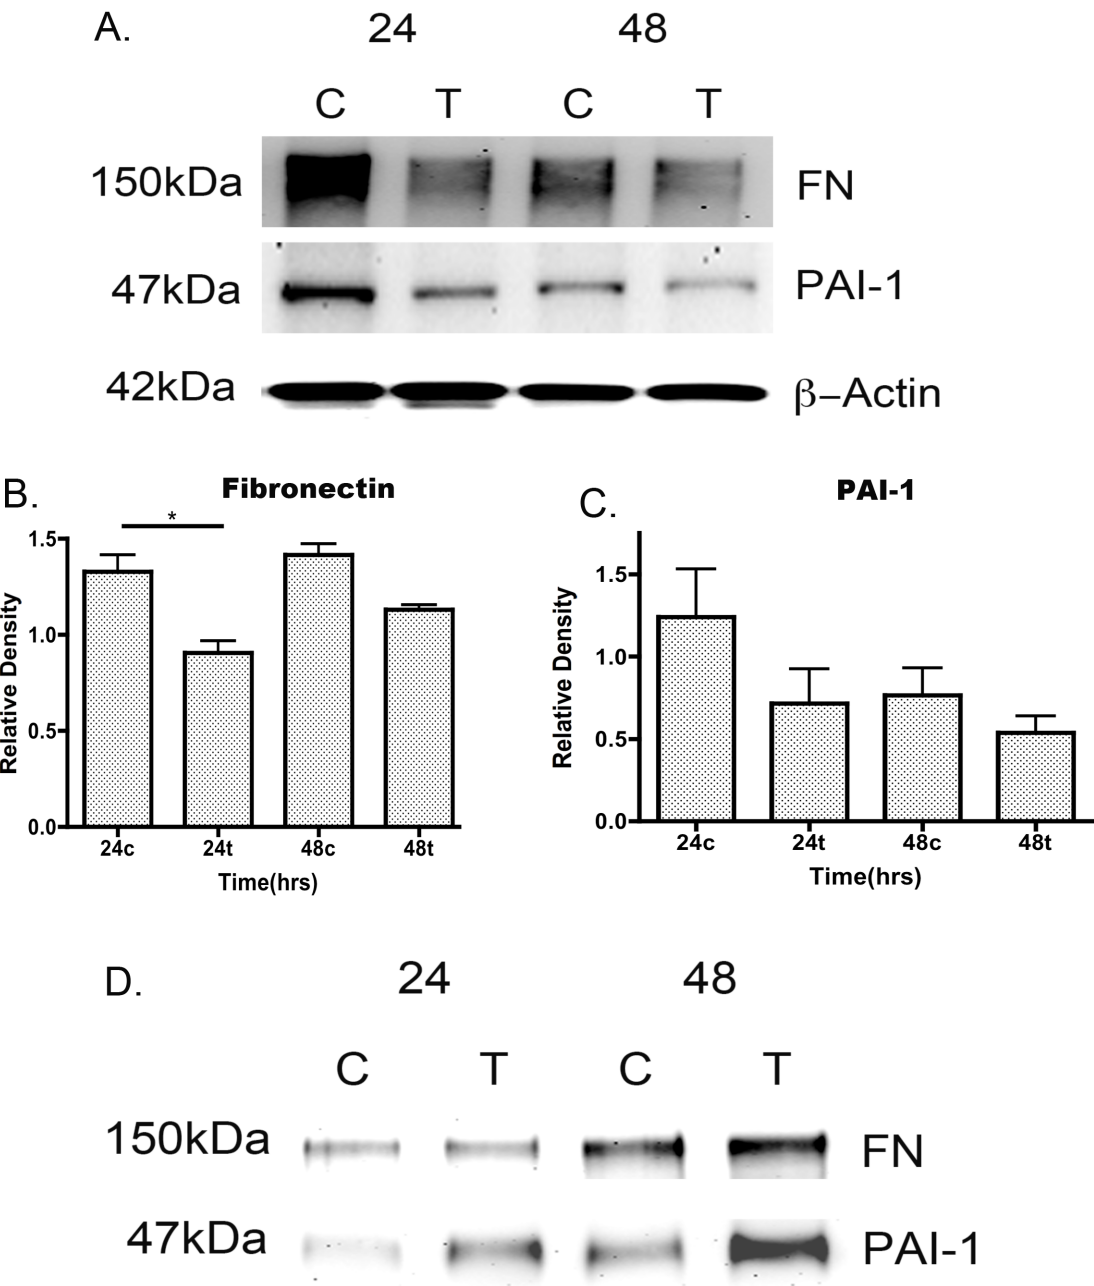 A.
24 48
C T C T
150kDa FN
47kDa PAI-1
42kDa β–Actin
B.
Fibronectin
*
Relative Density
1.5
1.0
0.5
0.0
24c 24t 48c 48t
Time(hrs)
C.
PAI-1
Relative Density
1.5
1.0
0.5
0.0
24c 24t 48c 48t
Time(hrs)
D.
24 48
C T C T
150kDa FN
47kDa PAI-1